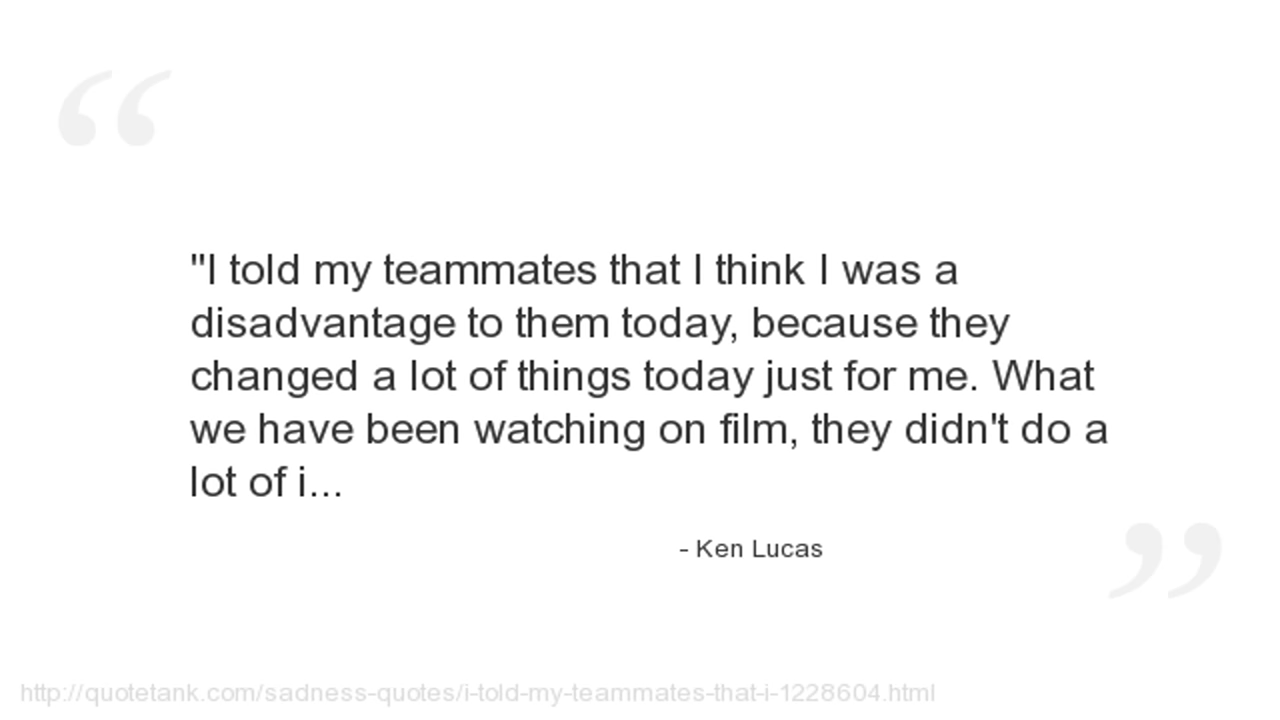 "I told my teammates that I think I was a
disadvantage to them today, because they
changed a lot of things today just for me. What
we have been watching on film, they didn't do a
lot of i...
- Ken Lucas
http://quotetank.com/sadness-quotes/i-told-my-teammates-that-i-1228604.html